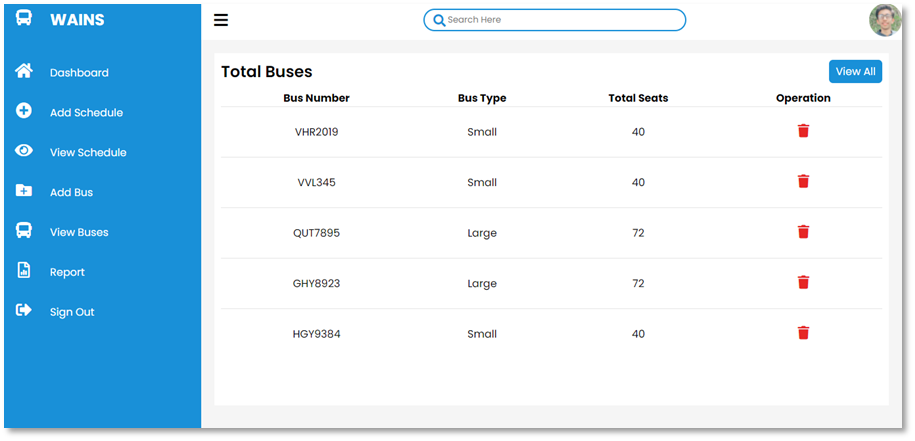 WAINS
Search Here
Dashboard
Add Schedule
View Schedule
Add Bus
View Buses
Report
Sign Out
Total Buses
View All
Bus Number Bus Type Total Seats Operation
VHR2019 Small 40
VVL345 Small 40
QUT7895 Large 72
GHY8923 Large 72
HGY9384 Small 40